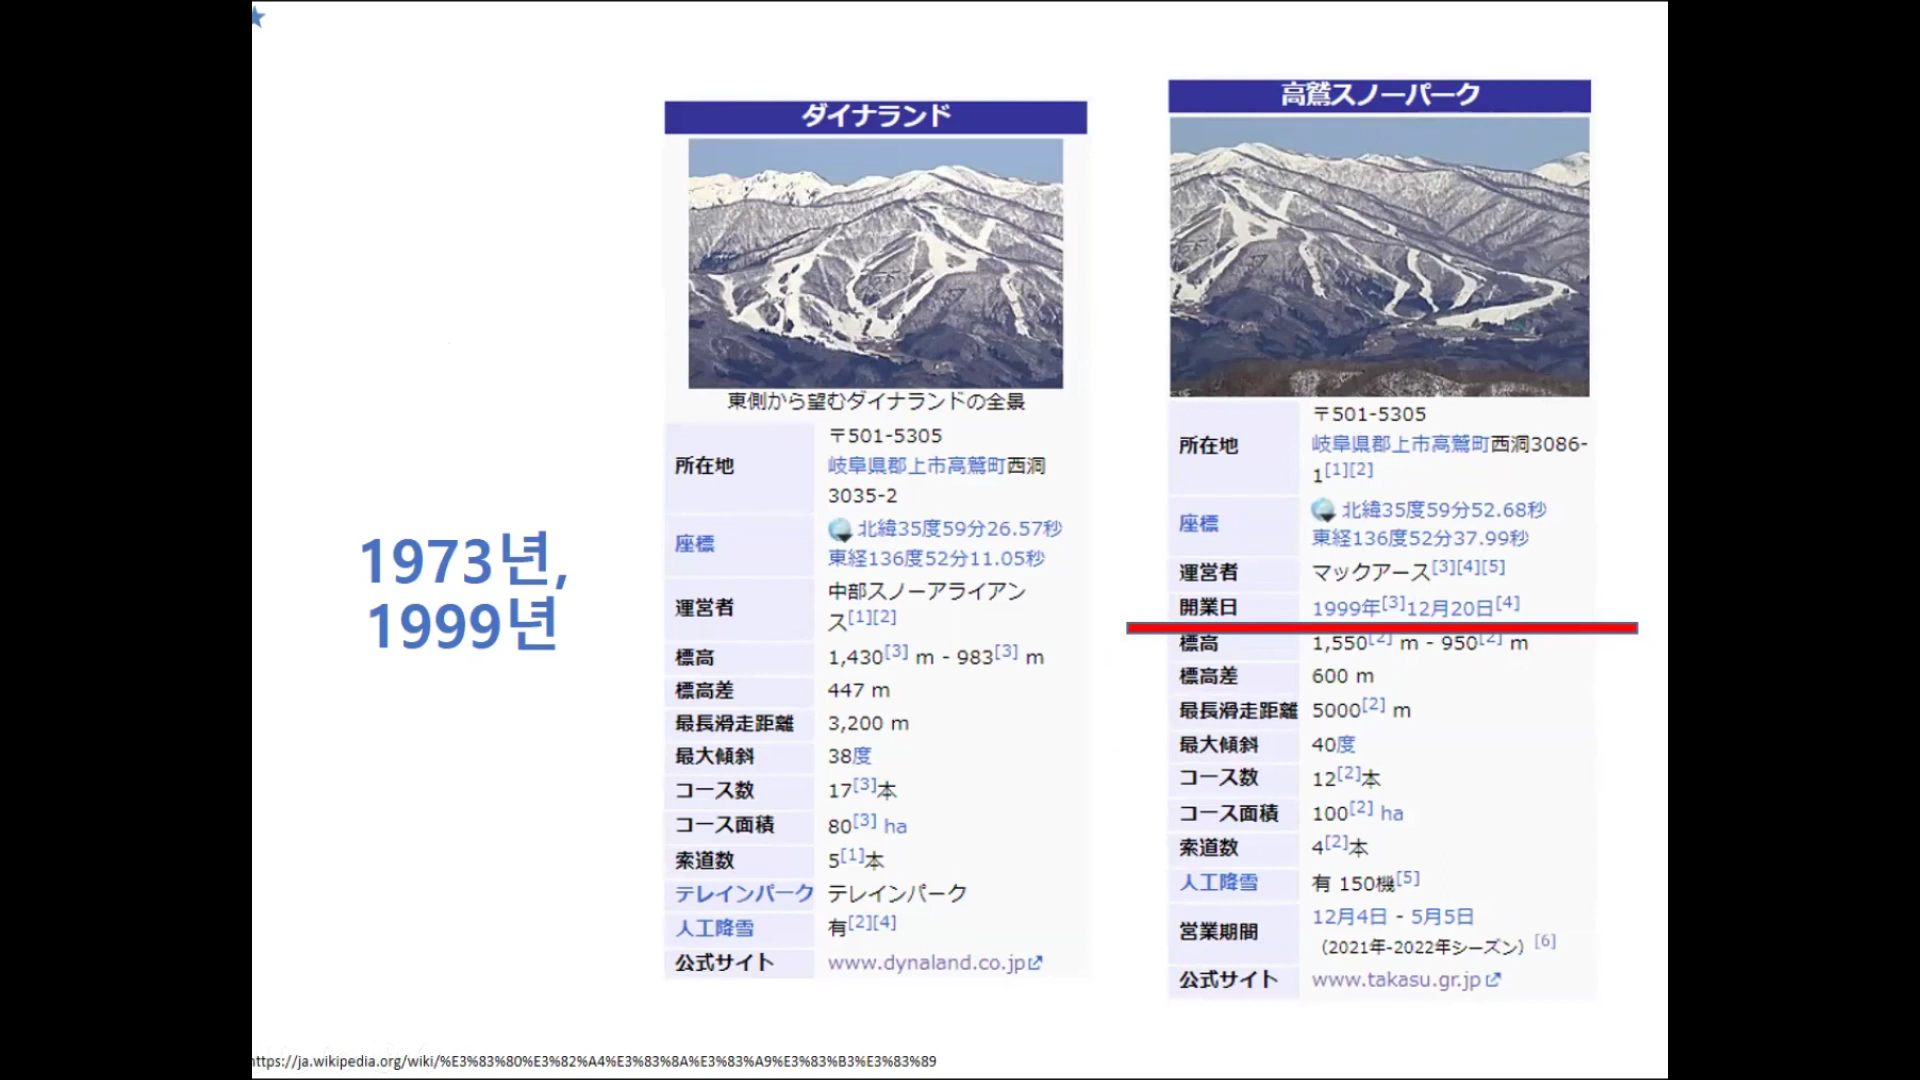 1973년,
1999년
ダイナランド
東側から望むダイナランドの全景
所在地
〒501-5305
岐阜県郡上市高鷲町西洞
3035-2
座標
北緯35度59分26.57秒
東経136度52分11.05秒
運営者
中部スノーアライアン
ス[1][2]
標高 1,430[3] m - 983[3] m
標高差 447 m
最長滑走距離 3,200 m
最大傾斜 38度
コース数 17[3]本
コース面積 80[3] ha
索道数 5[1]本
テレインパーク テレインパーク
人工降雪 有[2][4]
公式サイト www.dynaland.co.jp
高鷲スノーパーク
所在地
〒501-5305
岐阜県郡上市高鷲町西洞3086-
1[1][2]
座標
北緯35度59分52.68秒
東経136度52分37.99秒
運営者 マックアース[3][4][5]
開業日 1999年[3]12月20日[4]
標高 1,550[2] m - 950[2] m
標高差 600 m
最長滑走距離 5000[2] m
最大傾斜 40度
コース数 12[2]本
コース面積 100[2] ha
索道数 4[2]本
人工降雪 有 150機[5]
営業期間
12月4日 - 5月5日
（2021年-2022年シーズン）[6]
公式サイト www.takasu.gr.jp
https://ja.wikipedia.org/wiki/%E3%83%80%E3%82%A4%E3%83%8A%E3%83%A9%E3%83%B3%E3%83%89